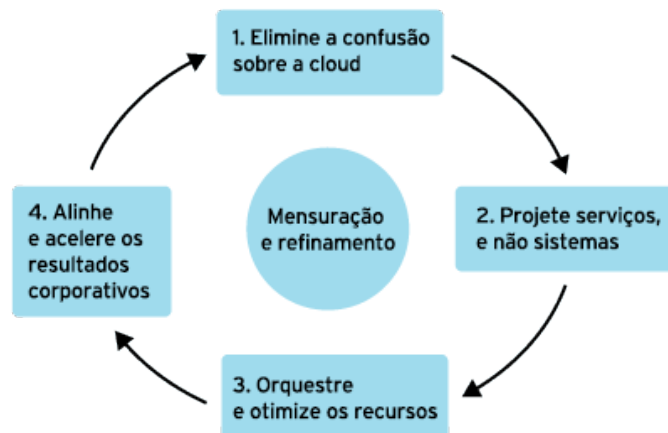 1. Elimine a confusão
sobre a cloud
2. Projete serviços,
e não sistemas
3. Orquestre
e otimize os recursos
4. Alinhe
e acelere os
resultados
corporativos
Mensuração
e refinamento